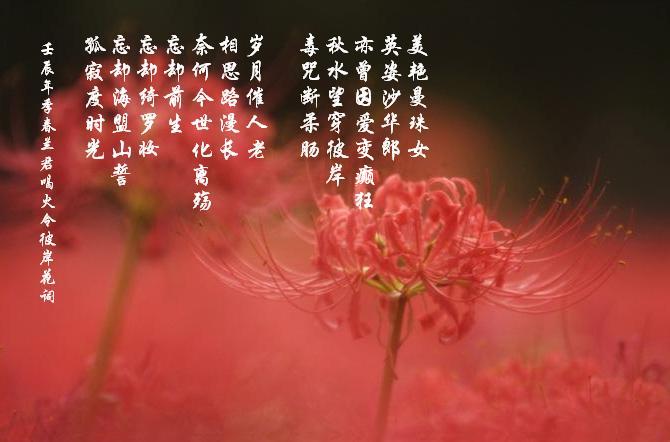 美艳曼珠女
英姿沙华郎
亦曾因爱变癫狂
秋水望穿彼岸
毒咒断柔肠
岁月催人老
相思路漫长
奈何今世化离殇
忘却前生
忘却绮罗妆
忘却海盟山誓
孤寂度时光
壬辰年季春兰君喝火令彼岸花词